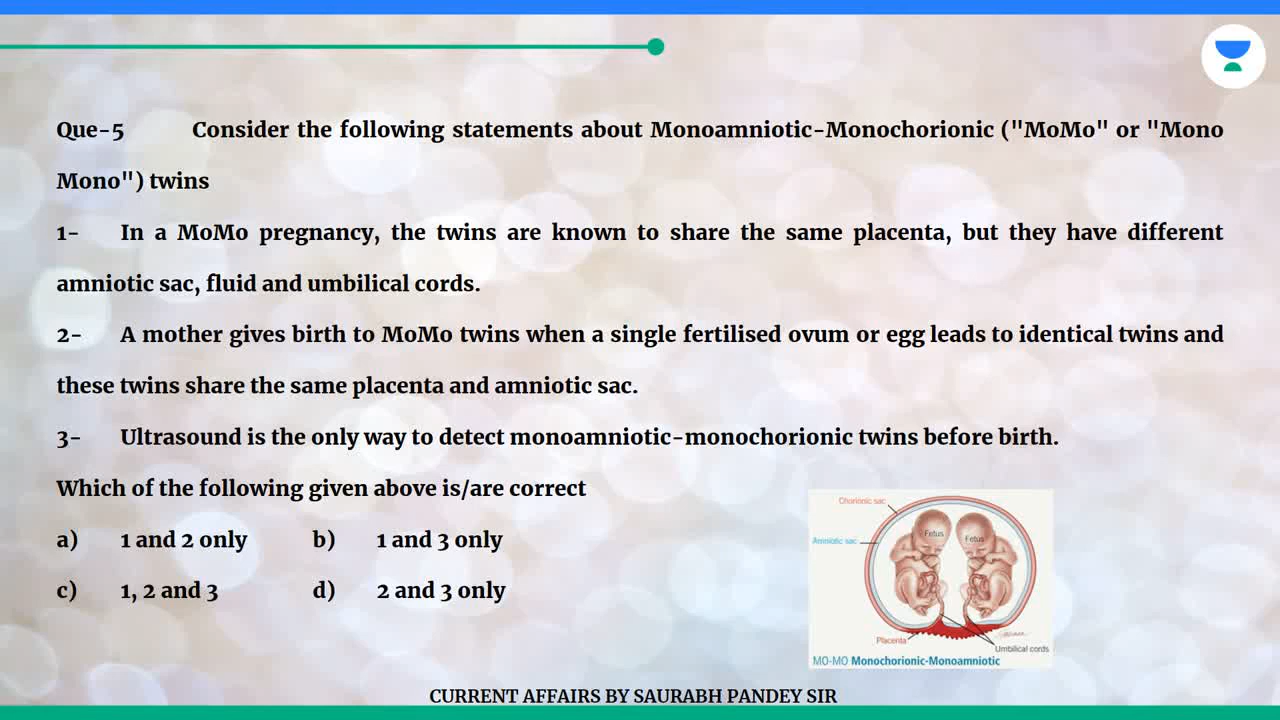 Que-5 Consider the following statements about Monoamniotic-Monochorionic ("MoMo" or "Mono
Mono") twins
1- In a MoMo pregnancy, the twins are known to share the same placenta, but they have different
amniotic sac, fluid and umbilical cords.
2- A mother gives birth to MoMo twins when a single fertilised ovum or egg leads to identical twins and
these twins share the same placenta and amniotic sac.
3- Ultrasound is the only way to detect monoamniotic-monochorionic twins before birth.
Which of the following given above is/are correct
a) 1 and 2 only b) 1 and 3 only
c) 1, 2 and 3 d) 2 and 3 only
Chorionic sac
Amniotic sac
Fetus
Fetus
Placenta
Umbilical cords
MO-MO Monochorionic-Monoamniotic
CURRENT AFFAIRS BY SAURABH PANDEY SIR